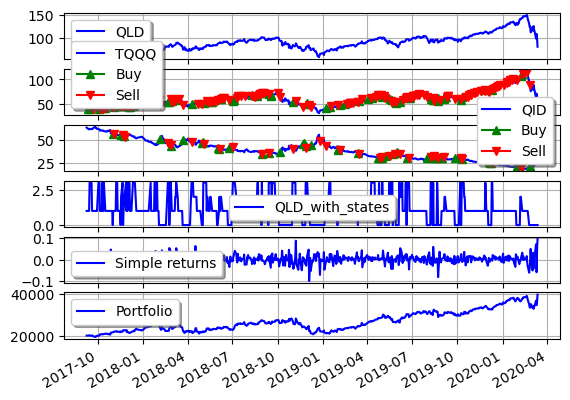 150
100
QLD
TQQQ
Buy
Sell
100
50
QID
Buy
Sell
50
25
2.5
0.0
QLD_with_states
0.1
-0.1
Simple returns
40000
20000
Portfolio
2017-10
2018-01
2018-04
2018-07
2018-10
2019-01
2019-04
2019-07
2019-10
2020-01
2020-04